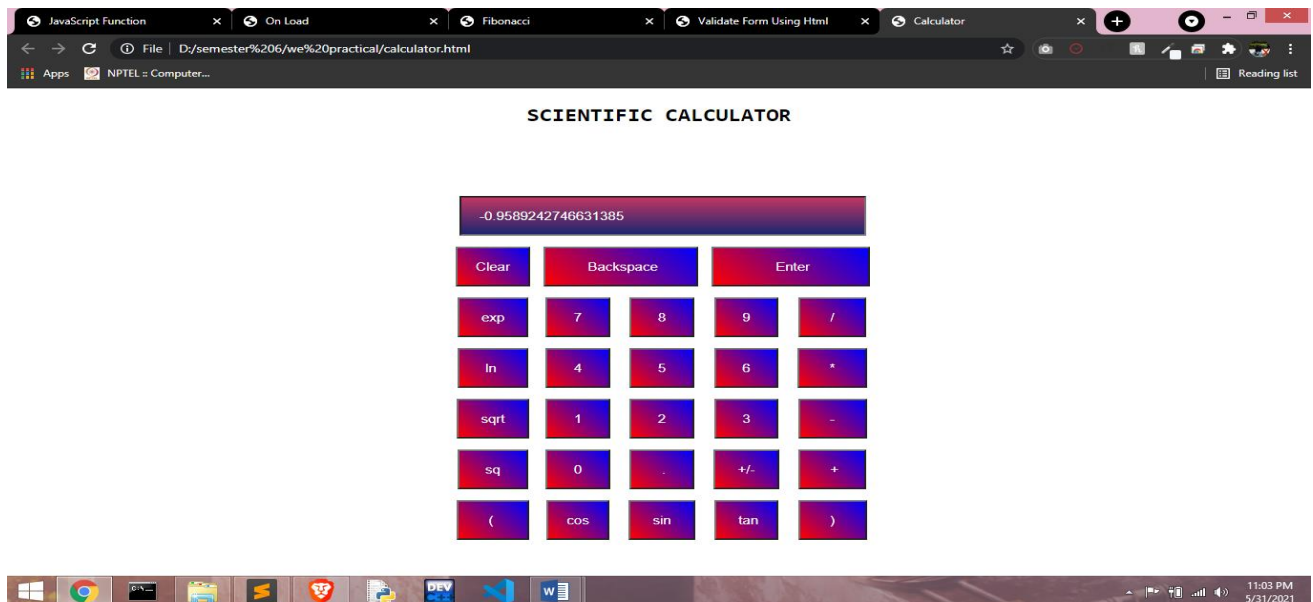 JavaScript Function On Load Fibonacci Validate Form Using Html Calculator
File D:/semester%206/we%20practical/calculator.html
Apps NPTEL :: Computer... Reading list
SCIENTIFIC CALCULATOR
-0.9589242746631385
Clear Backspace Enter
exp 7 8 9 /
ln 4 5 6 *
sqrt 1 2 3 -
sq 0 . +/- +
( cos sin tan )
DEV
11:03 PM
5/31/2021